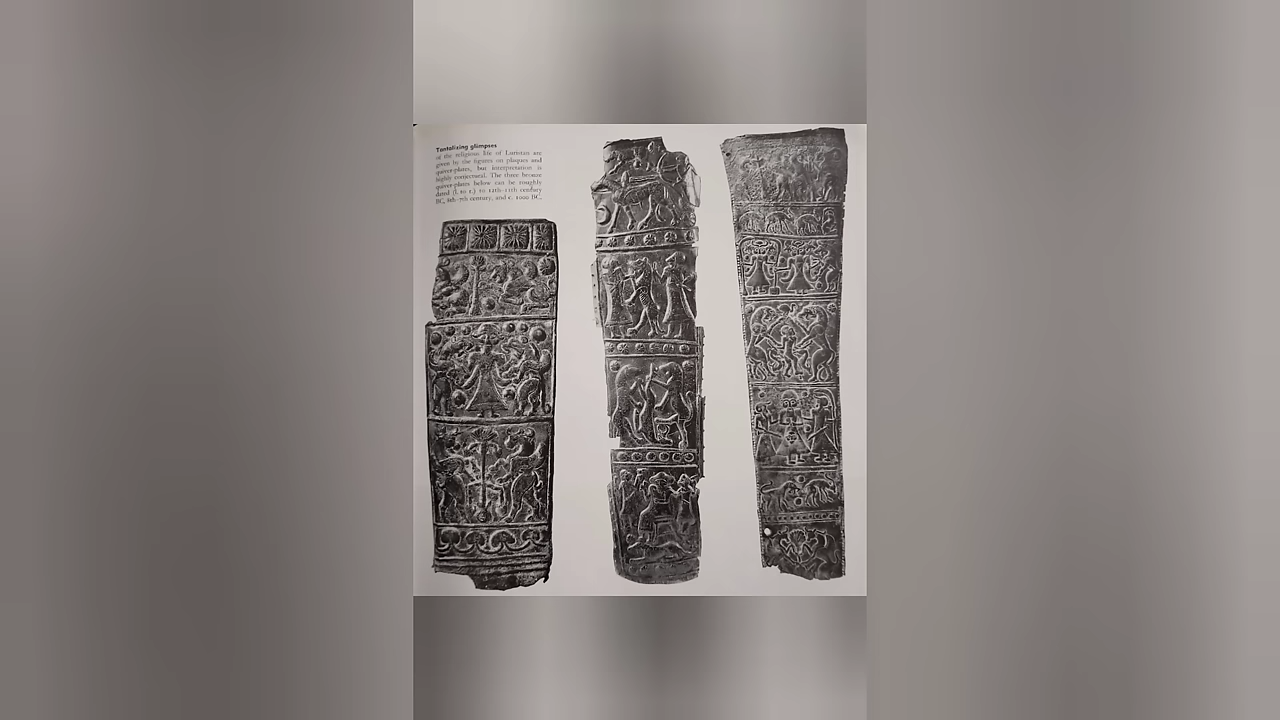 Tantalizing glimpses
of the religious life of Luristan are
given by the figures on plaques and
quiver-plates, but interpretation is
highly conjectural. The three bronze
quiver-plates below can be roughly
dated (l. to r.) to 12th–11th century
BC, 8th–7th century, and c. 1000 BC.